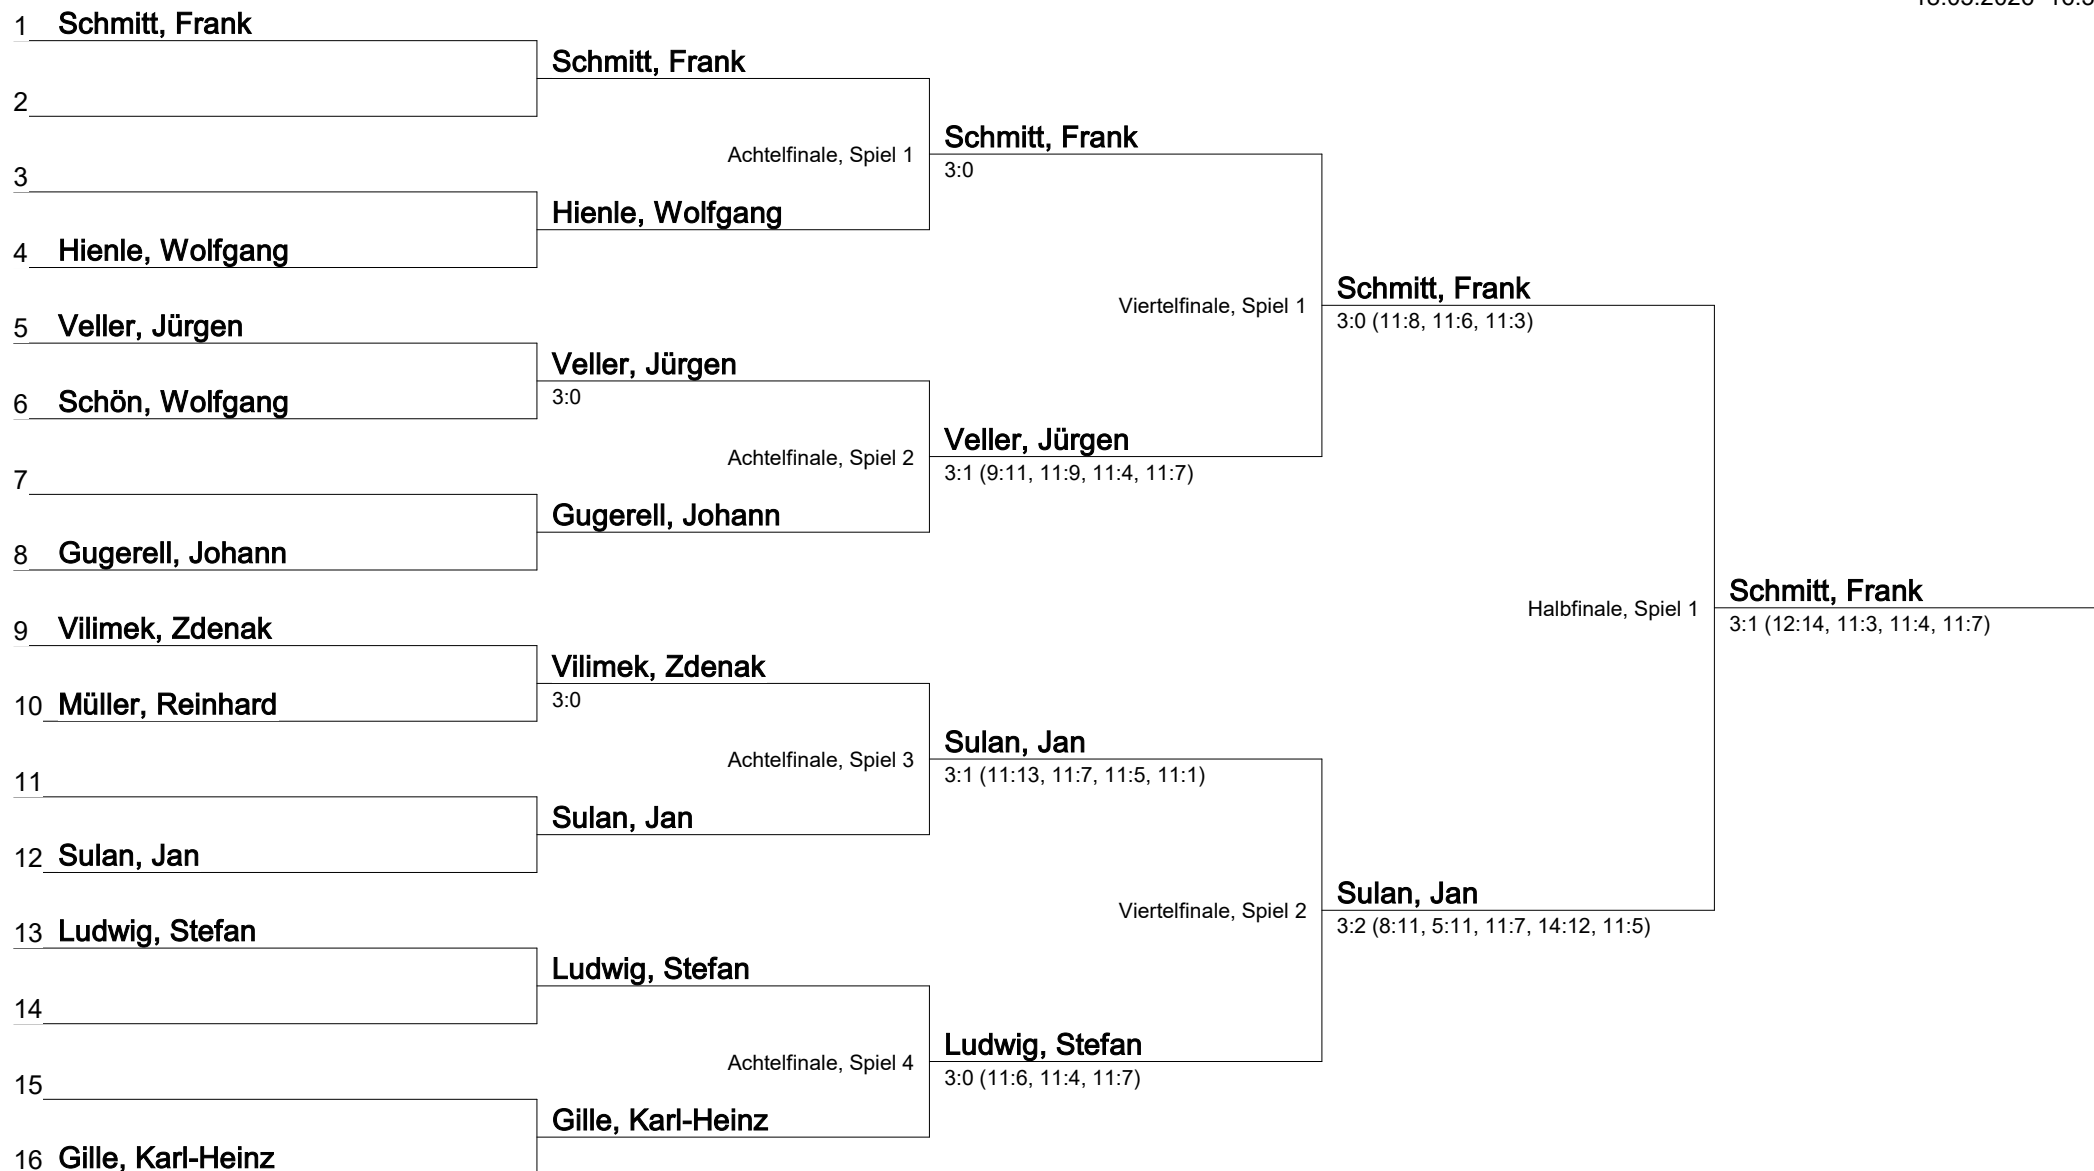 1 Schmitt, Frank
Schmitt, Frank
2
Achtelfinale, Spiel 1
Schmitt, Frank
3:0
3
Hienle, Wolfgang
4 Hienle, Wolfgang
Viertelfinale, Spiel 1
Schmitt, Frank
3:0 (11:8, 11:6, 11:3)
5 Veller, Jürgen
Veller, Jürgen
3:0
6 Schön, Wolfgang
Achtelfinale, Spiel 2
Veller, Jürgen
3:1 (9:11, 11:9, 11:4, 11:7)
7
Gugerell, Johann
8 Gugerell, Johann
Halbfinale, Spiel 1
Schmitt, Frank
3:1 (12:14, 11:3, 11:4, 11:7)
9 Vilimek, Zdenak
Vilimek, Zdenak
3:0
10 Müller, Reinhard
Achtelfinale, Spiel 3
Sulan, Jan
3:1 (11:13, 11:7, 11:5, 11:1)
11
Sulan, Jan
12 Sulan, Jan
Viertelfinale, Spiel 2
Sulan, Jan
3:2 (8:11, 5:11, 11:7, 14:12, 11:5)
13 Ludwig, Stefan
Ludwig, Stefan
14
Achtelfinale, Spiel 4
Ludwig, Stefan
3:0 (11:6, 11:4, 11:7)
15
Gille, Karl-Heinz
16 Gille, Karl-Heinz